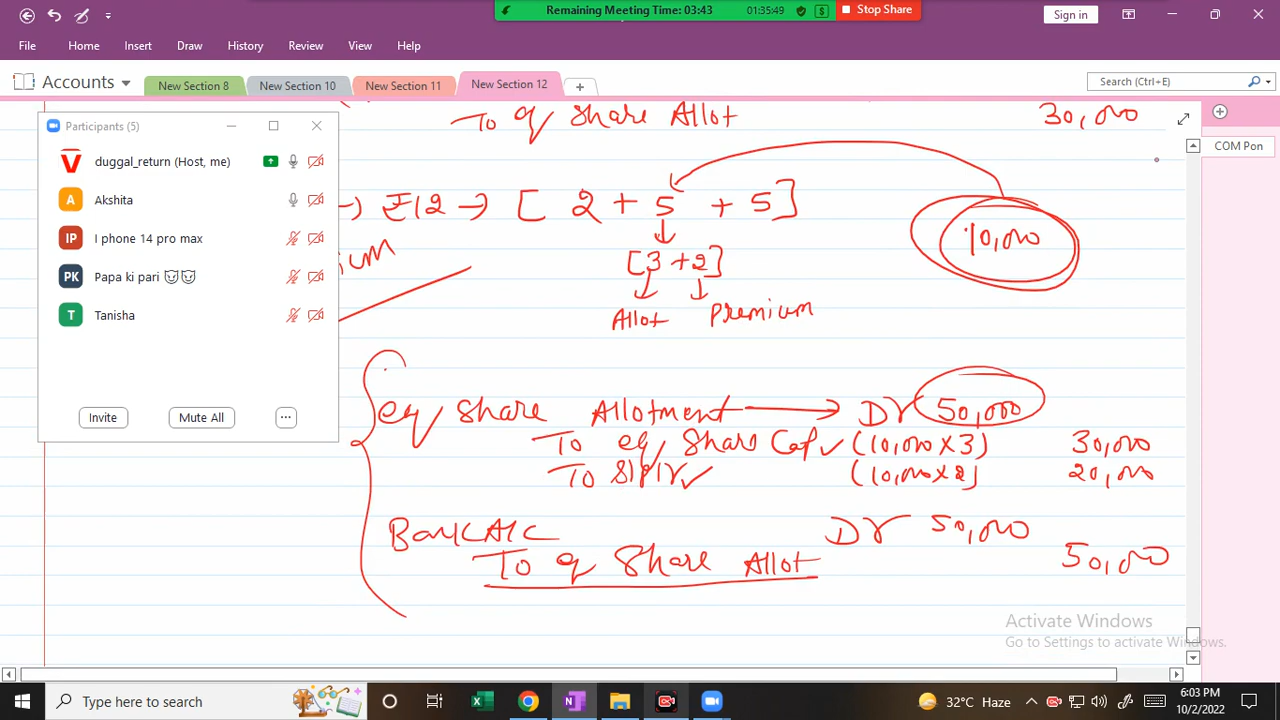 Remaining Meeting Time: 03:43
01:35:49
Stop Share
Sign in
File Home Insert Draw History Review View Help
Accounts
New Section 8
New Section 10
New Section 11
New Section 12
Search (Ctrl+E)
COM Pon
Participants (5)
duggal_return (Host, me)
A Akshita
IP I phone 14 pro max
PK Papa ki pari
T Tanisha
Invite
Mute All
To eq Share Allot 30,000
→ ₹12 → [ 2 + 5 + 5 ]
10,000
[3 + 2]
Allot Premium
eq Share Allotment → Dr 50,000
To eq Share Cap ✓ (10,000 x 3) 30,000
To SPR ✓ (10,000 x 2) 20,000
Bank A/C Dr 50,000
To eq Share Allot 50,000
Activate Windows
Go to Settings to activate Windows.
Type here to search
32°C Haze
6:03 PM
10/2/2022